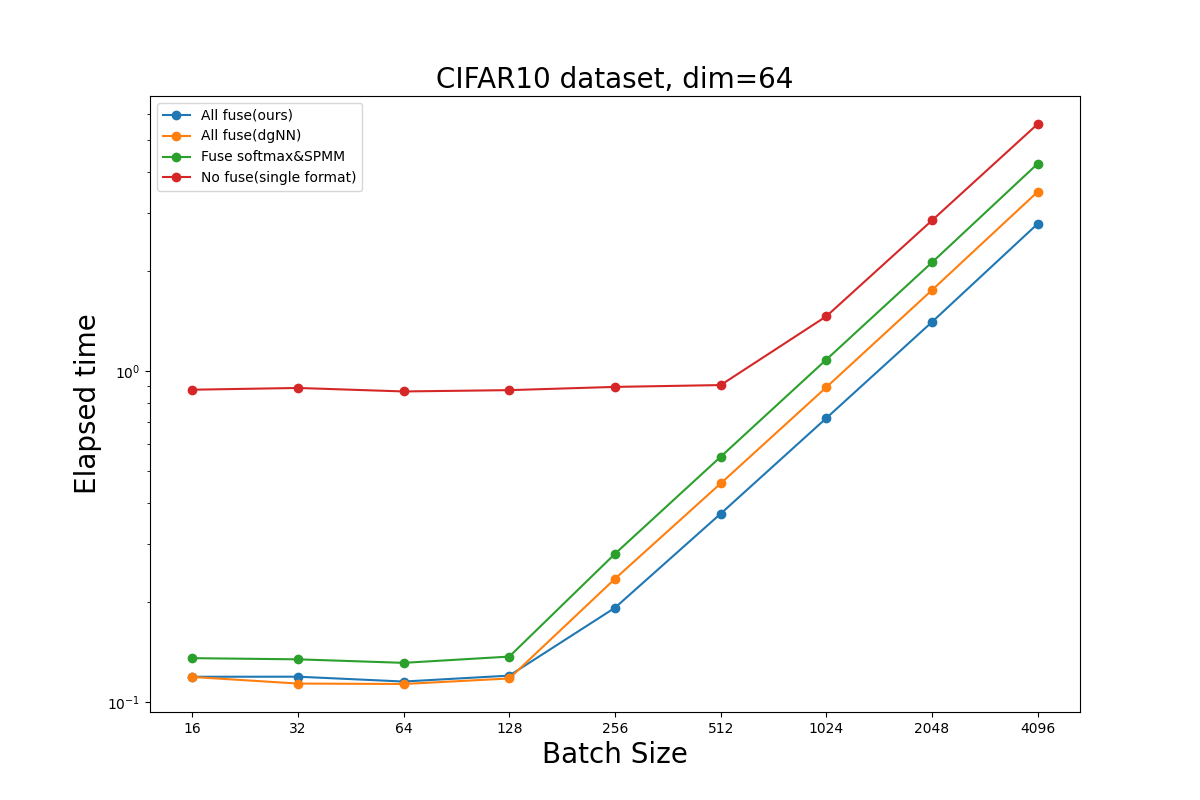 CIFAR10 dataset, dim=64
All fuse(ours)
All fuse(dgNN)
Fuse softmax&SPMM
No fuse(single format)
Elapsed time
10⁰
10⁻¹
16 32 64 128 256 512 1024 2048 4096
Batch Size